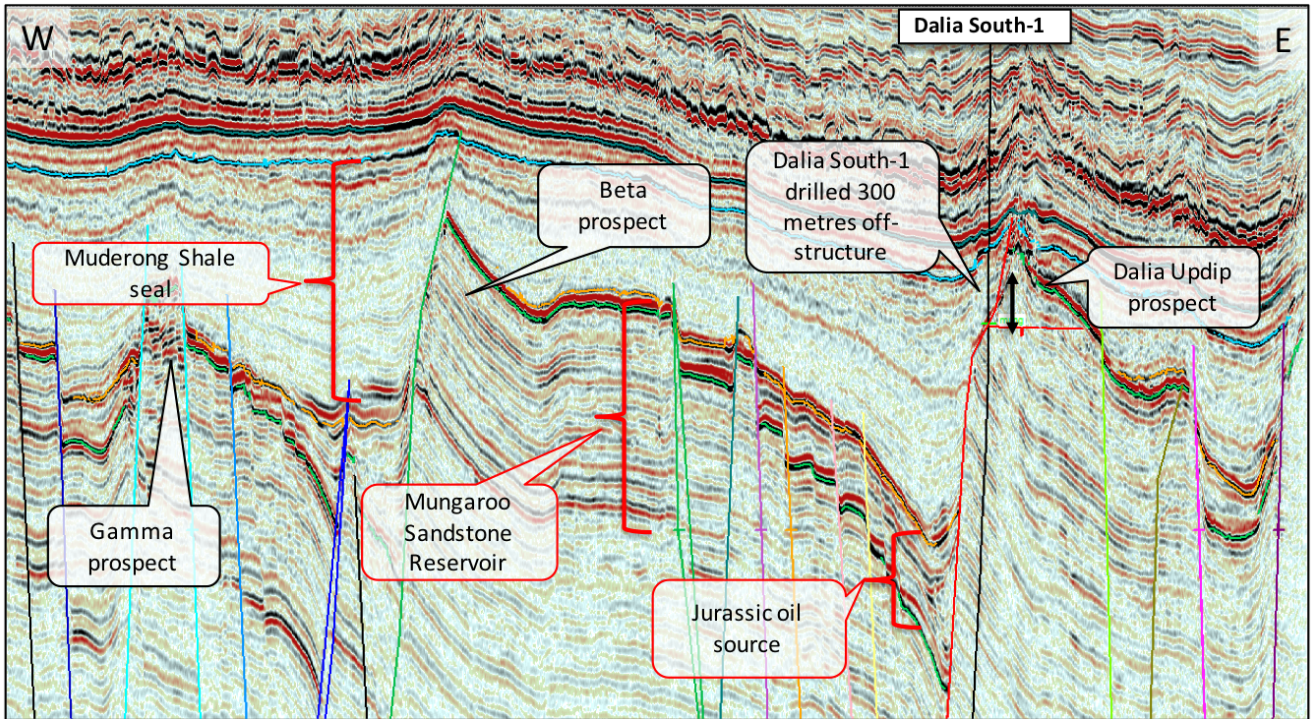 W
Dalia South-1
E
Dalia South-1
drilled 300
metres off-
structure
Beta
prospect
Muderong Shale
seal
Dalia Updip
prospect
Mungaroo
Sandstone
Reservoir
Gamma
prospect
Jurassic oil
source